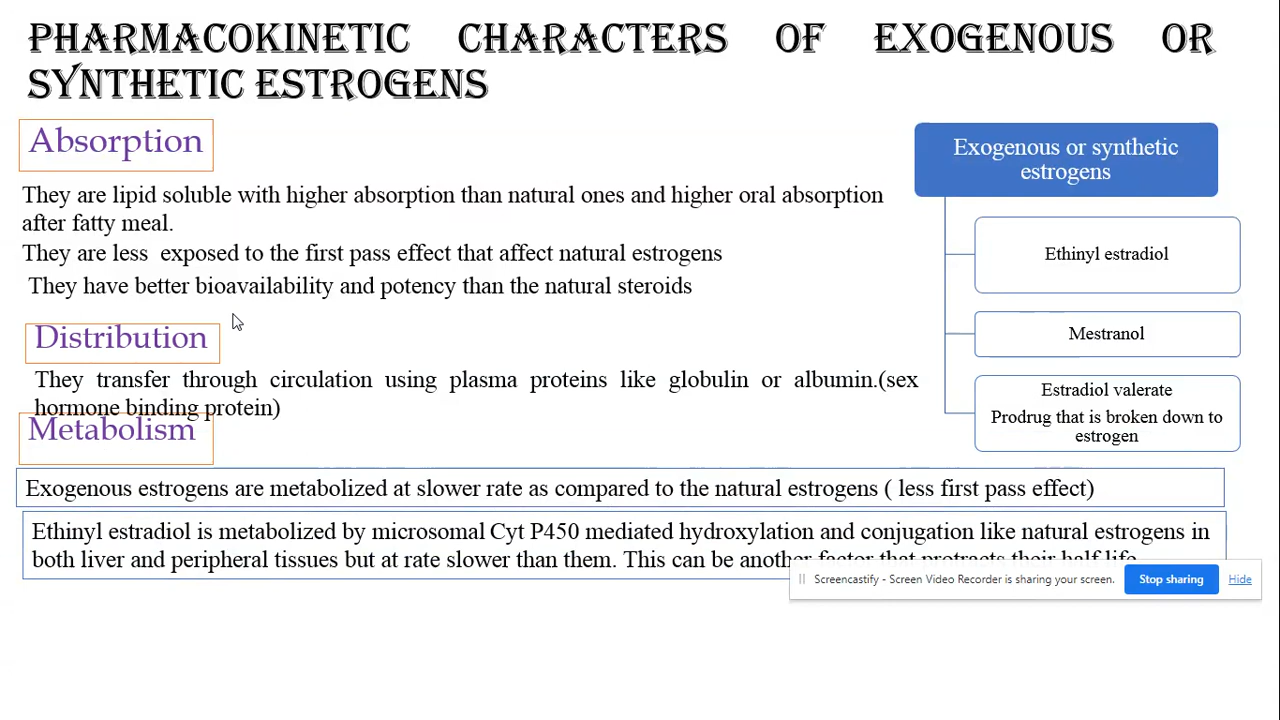 PHARMACOKINETIC CHARACTERS OF EXOGENOUS OR
SYNTHETIC ESTROGENS
Absorption
They are lipid soluble with higher absorption than natural ones and higher oral absorption
after fatty meal.
They are less exposed to the first pass effect that affect natural estrogens
They have better bioavailability and potency than the natural steroids
Distribution
They transfer through circulation using plasma proteins like globulin or albumin.(sex
hormone binding protein)
Metabolism
Exogenous estrogens are metabolized at slower rate as compared to the natural estrogens ( less first pass effect)
Ethinyl estradiol is metabolized by microsomal Cyt P450 mediated hydroxylation and conjugation like natural estrogens in
both liver and peripheral tissues but at rate slower than them. This can be another factor that protracts their half life
Exogenous or synthetic
estrogens
Ethinyl estradiol
Mestranol
Estradiol valerate
Prodrug that is broken down to
estrogen
Screencastify - Screen Video Recorder is sharing your screen.
Stop sharing
Hide